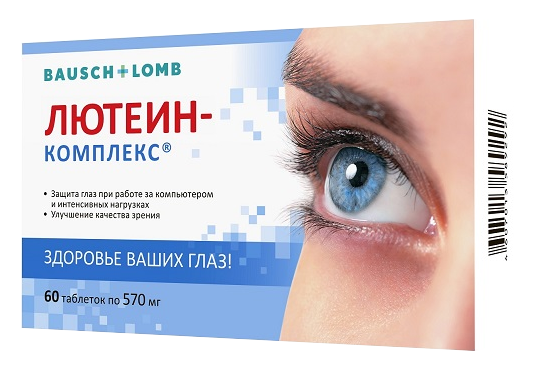 BAUSCH+LOMB
ЛЮТЕИН-
КОМПЛЕКС®
• Защита глаз при работе за компьютером
и интенсивных нагрузках
• Улучшение качества зрения
ЗДОРОВЬЕ ВАШИХ ГЛАЗ!
60 таблеток по 570 мг